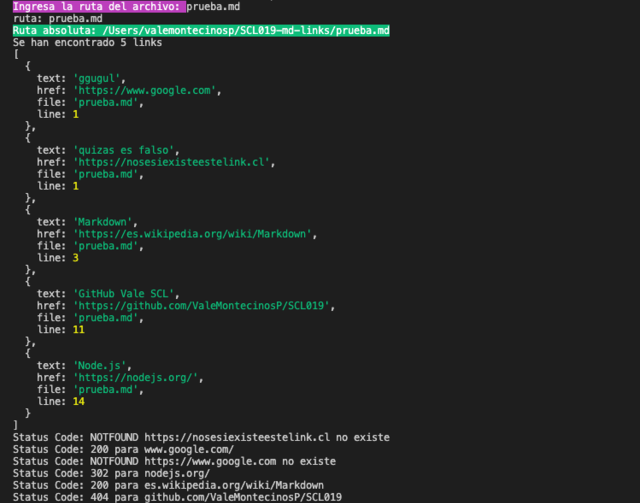 Ingresa la ruta del archivo: prueba.md
ruta: prueba.md
Ruta absoluta: /Users/valemontecinosp/SCL019-md-links/prueba.md
Se han encontrado 5 links
[
  {
    text: 'ggugul',
    href: 'https://www.google.com',
    file: 'prueba.md',
    line: 1
  },
  {
    text: 'quizas es falso',
    href: 'https://nosesiexisteestelink.cl',
    file: 'prueba.md',
    line: 1
  },
  {
    text: 'Markdown',
    href: 'https://es.wikipedia.org/wiki/Markdown',
    file: 'prueba.md',
    line: 3
  },
  {
    text: 'GitHub Vale SCL',
    href: 'https://github.com/ValeMontecinosP/SCL019',
    file: 'prueba.md',
    line: 11
  },
  {
    text: 'Node.js',
    href: 'https://nodejs.org/',
    file: 'prueba.md',
    line: 14
  }
]
Status Code: NOTFOUND https://nosesiexisteestelink.cl no existe
Status Code: 200 para www.google.com/
Status Code: NOTFOUND https://www.google.com no existe
Status Code: 302 para nodejs.org/
Status Code: 200 para es.wikipedia.org/wiki/Markdown
Status Code: 404 para github.com/ValeMontecinosP/SCL019